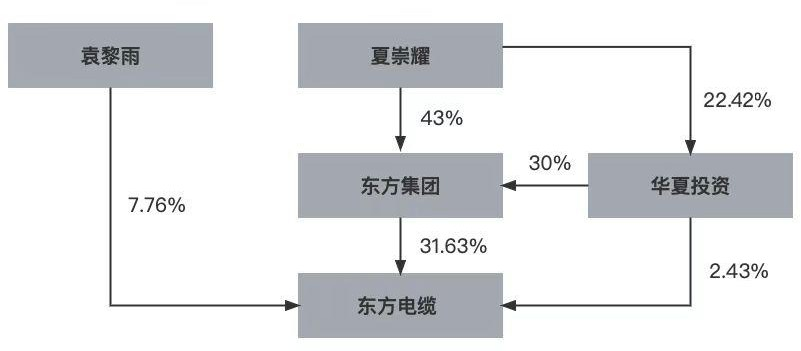 袁黎雨
夏崇耀
22.42%
43%
30%
东方集团
华夏投资
7.76%
31.63%
2.43%
东方电缆